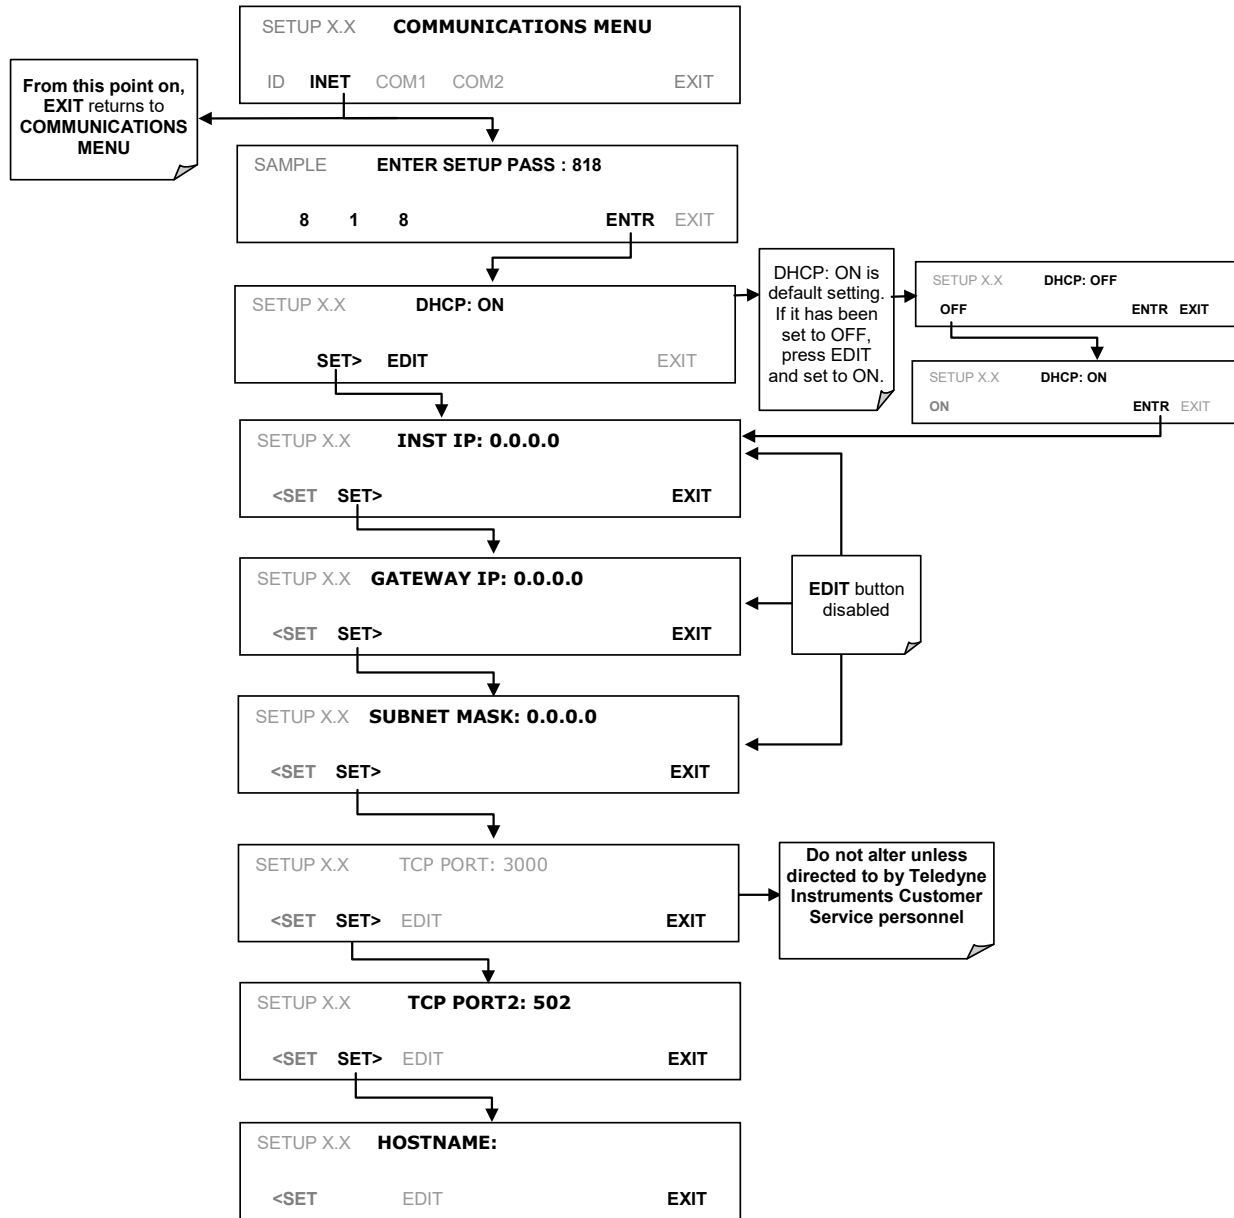 SETUP X.X COMMUNICATIONS MENU
ID INET COM1 COM2 EXIT
From this point on,
EXIT returns to
COMMUNICATIONS
MENU
SAMPLE ENTER SETUP PASS : 818
8 1 8 ENTR EXIT
SETUP X.X DHCP: ON
SET> EDIT EXIT
DHCP: ON is
default setting.
If it has been
set to OFF,
press EDIT
and set to ON.
SETUP X.X DHCP: OFF
OFF ENTR EXIT
SETUP X.X DHCP: ON
ON ENTR EXIT
SETUP X.X INST IP: 0.0.0.0
<SET SET> EXIT
SETUP X.X GATEWAY IP: 0.0.0.0
<SET SET> EXIT
EDIT button
disabled
SETUP X.X SUBNET MASK: 0.0.0.0
<SET SET> EXIT
SETUP X.X TCP PORT: 3000
<SET SET> EDIT EXIT
Do not alter unless
directed to by Teledyne
Instruments Customer
Service personnel
SETUP X.X TCP PORT2: 502
<SET SET> EDIT EXIT
SETUP X.X HOSTNAME:
<SET EDIT EXIT